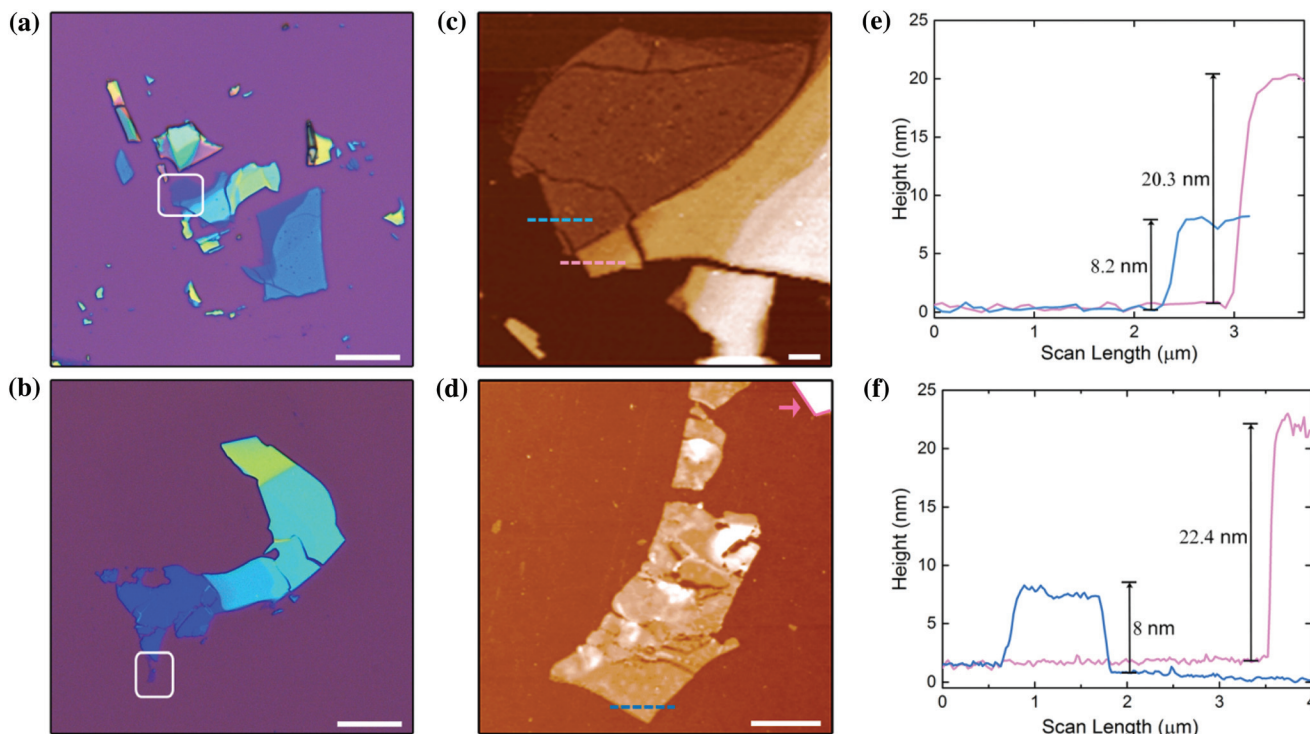 (a)
(c)
(e)
25
20
15
10
5
0
Height (nm)
20.3 nm
8.2 nm
0
1
2
3
Scan Length (μm)
(b)
(d)
(f)
25
20
15
10
5
0
Height (nm)
22.4 nm
8 nm
0
1
2
3
4
Scan Length (μm)